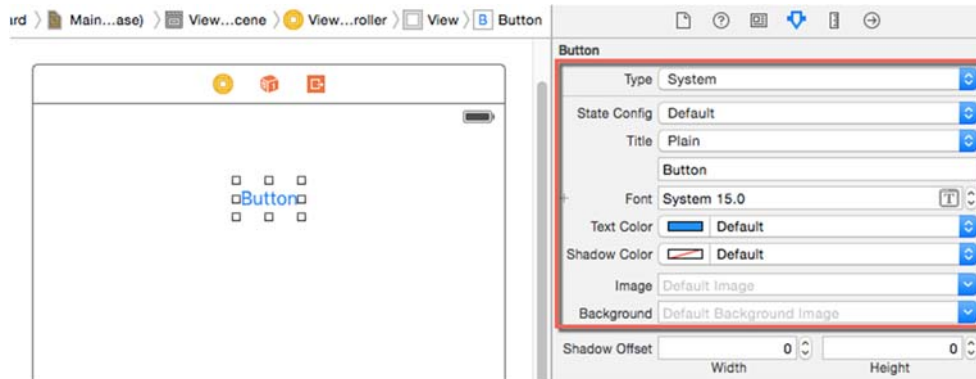 ard Main...ase) View...cene View...roller View B Button
Button
Type System
State Config Default
Title Plain
Button
Button
Font System 15.0 T
Text Color Default
Shadow Color Default
Image Default Image
Background Default Background Image
Shadow Offset 0 0
Width Height